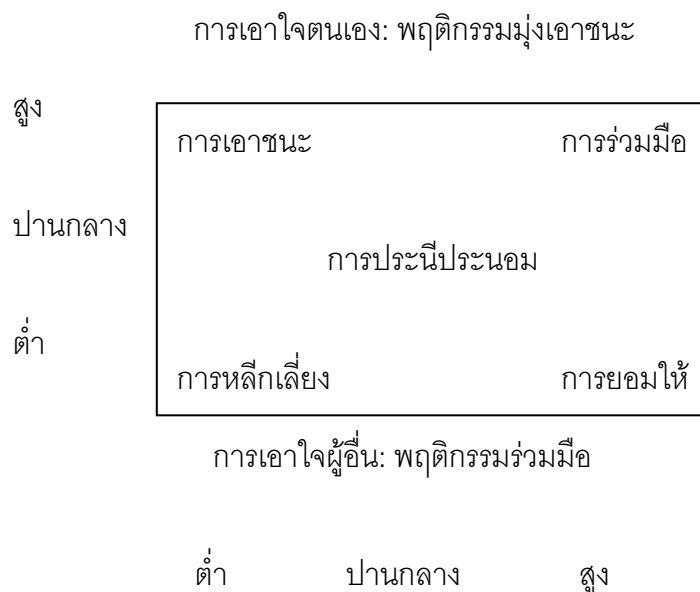 การเอาใจตนเอง: พฤติกรรมมุ่งเอาชนะ
สูง
การเอาชนะ การร่วมมือ
ปานกลาง
การประนีประนอม
ต่ำ
การหลีกเลี่ยง การยอมให้
การเอาใจผู้อื่น: พฤติกรรมร่วมมือ
ต่ำ ปานกลาง สูง